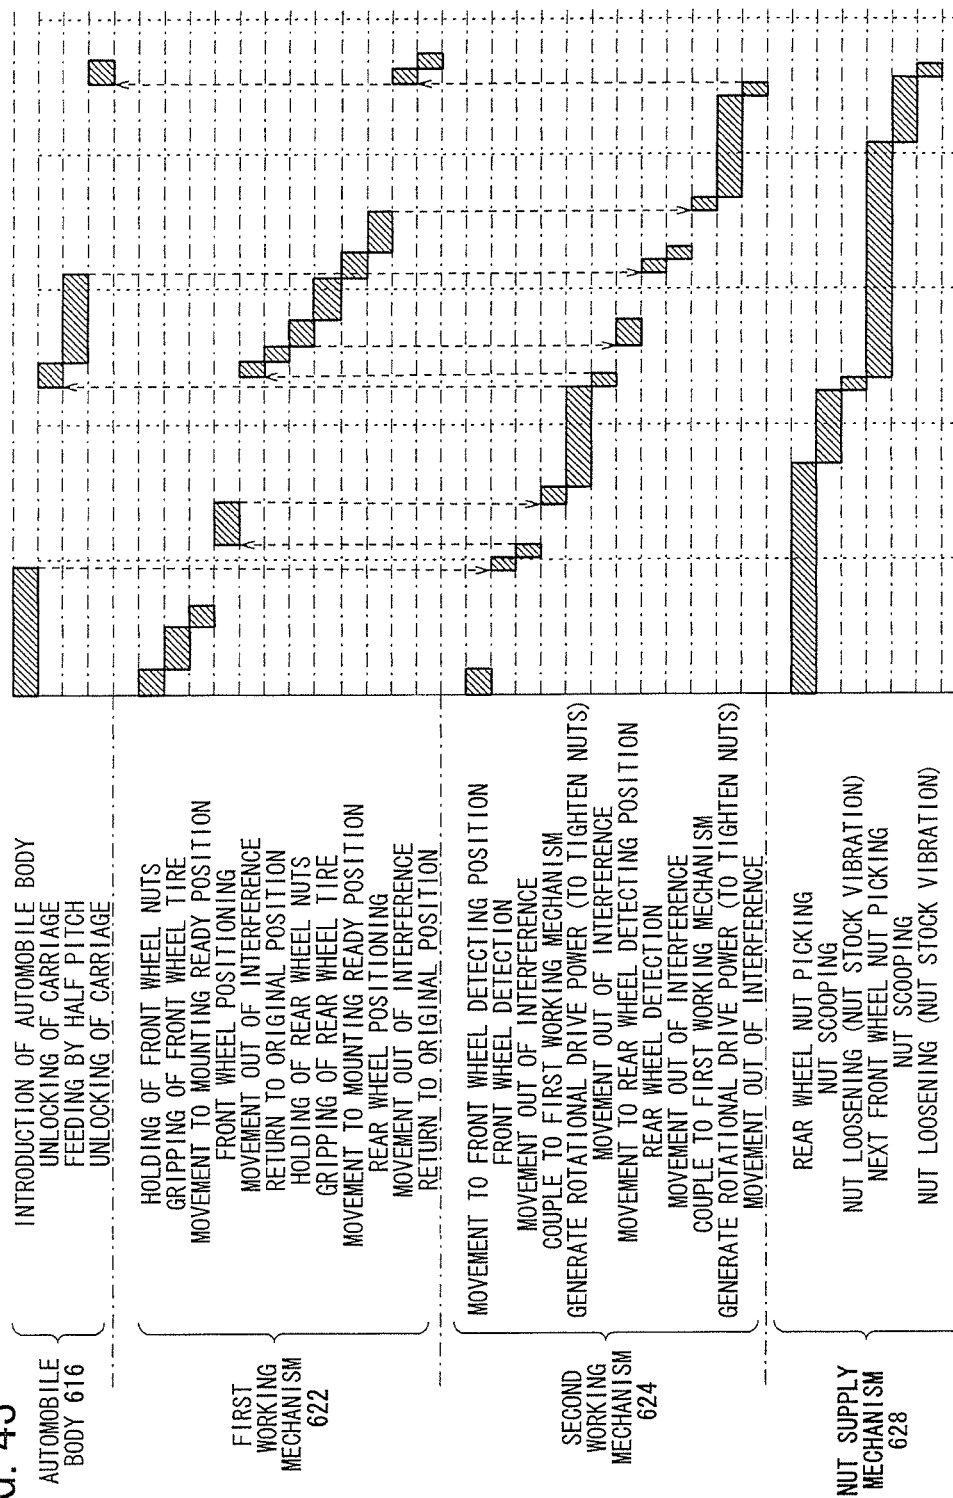 AUTOMOBILE
BODY 616
INTRODUCTION OF AUTOMOBILE BODY
UNLOCKING OF CARRIAGE
FEEDING BY HALF PITCH
UNLOCKING OF CARRIAGE
FIRST
WORKING
MECHANISM
622
HOLDING OF FRONT WHEEL NUTS
GRIPPING OF FRONT WHEEL TIRE
MOVEMENT TO MOUNTING READY POSITION
FRONT WHEEL POSITIONING
MOVEMENT OUT OF INTERFERENCE
RETURN TO ORIGINAL POSITION
HOLDING OF REAR WHEEL NUTS
GRIPPING OF REAR WHEEL TIRE
MOVEMENT TO MOUNTING READY POSITION
REAR WHEEL POSITIONING
MOVEMENT OUT OF INTERFERENCE
RETURN TO ORIGINAL POSITION
SECOND
WORKING
MECHANISM
624
MOVEMENT TO FRONT WHEEL DETECTING POSITION
FRONT WHEEL DETECTION
MOVEMENT OUT OF INTERFERENCE
COUPLE TO FIRST WORKING MECHANISM
GENERATE ROTATIONAL DRIVE POWER (TO TIGHTEN NUTS)
MOVEMENT OUT OF INTERFERENCE
MOVEMENT TO REAR WHEEL DETECTING POSITION
REAR WHEEL DETECTION
MOVEMENT OUT OF INTERFERENCE
COUPLE TO FIRST WORKING MECHANISM
GENERATE ROTATIONAL DRIVE POWER (TO TIGHTEN NUTS)
MOVEMENT OUT OF INTERFERENCE
NUT SUPPLY
MECHANISM
628
REAR WHEEL NUT PICKING
NUT SCOOPING
NUT LOOSENING (NUT STOCK VIBRATION)
NEXT FRONT WHEEL NUT PICKING
NUT SCOOPING
NUT LOOSENING (NUT STOCK VIBRATION)